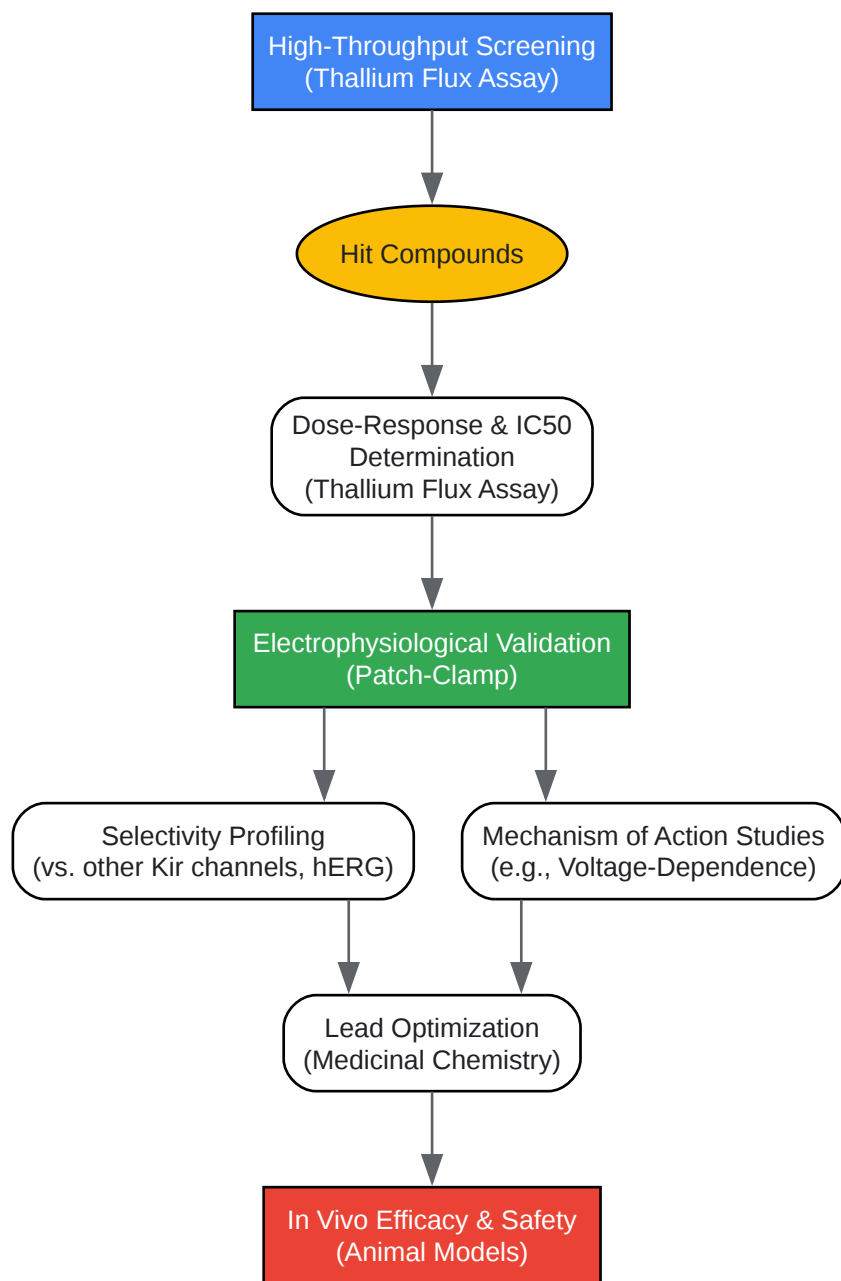 High-Throughput Screening
(Thallium Flux Assay)
Hit Compounds
Dose-Response & IC50
Determination
(Thallium Flux Assay)
Electrophysiological Validation
(Patch-Clamp)
Selectivity Profiling
(vs. other Kir channels, hERG)
Mechanism of Action Studies
(e.g., Voltage-Dependence)
Lead Optimization
(Medicinal Chemistry)
In Vivo Efficacy & Safety
(Animal Models)